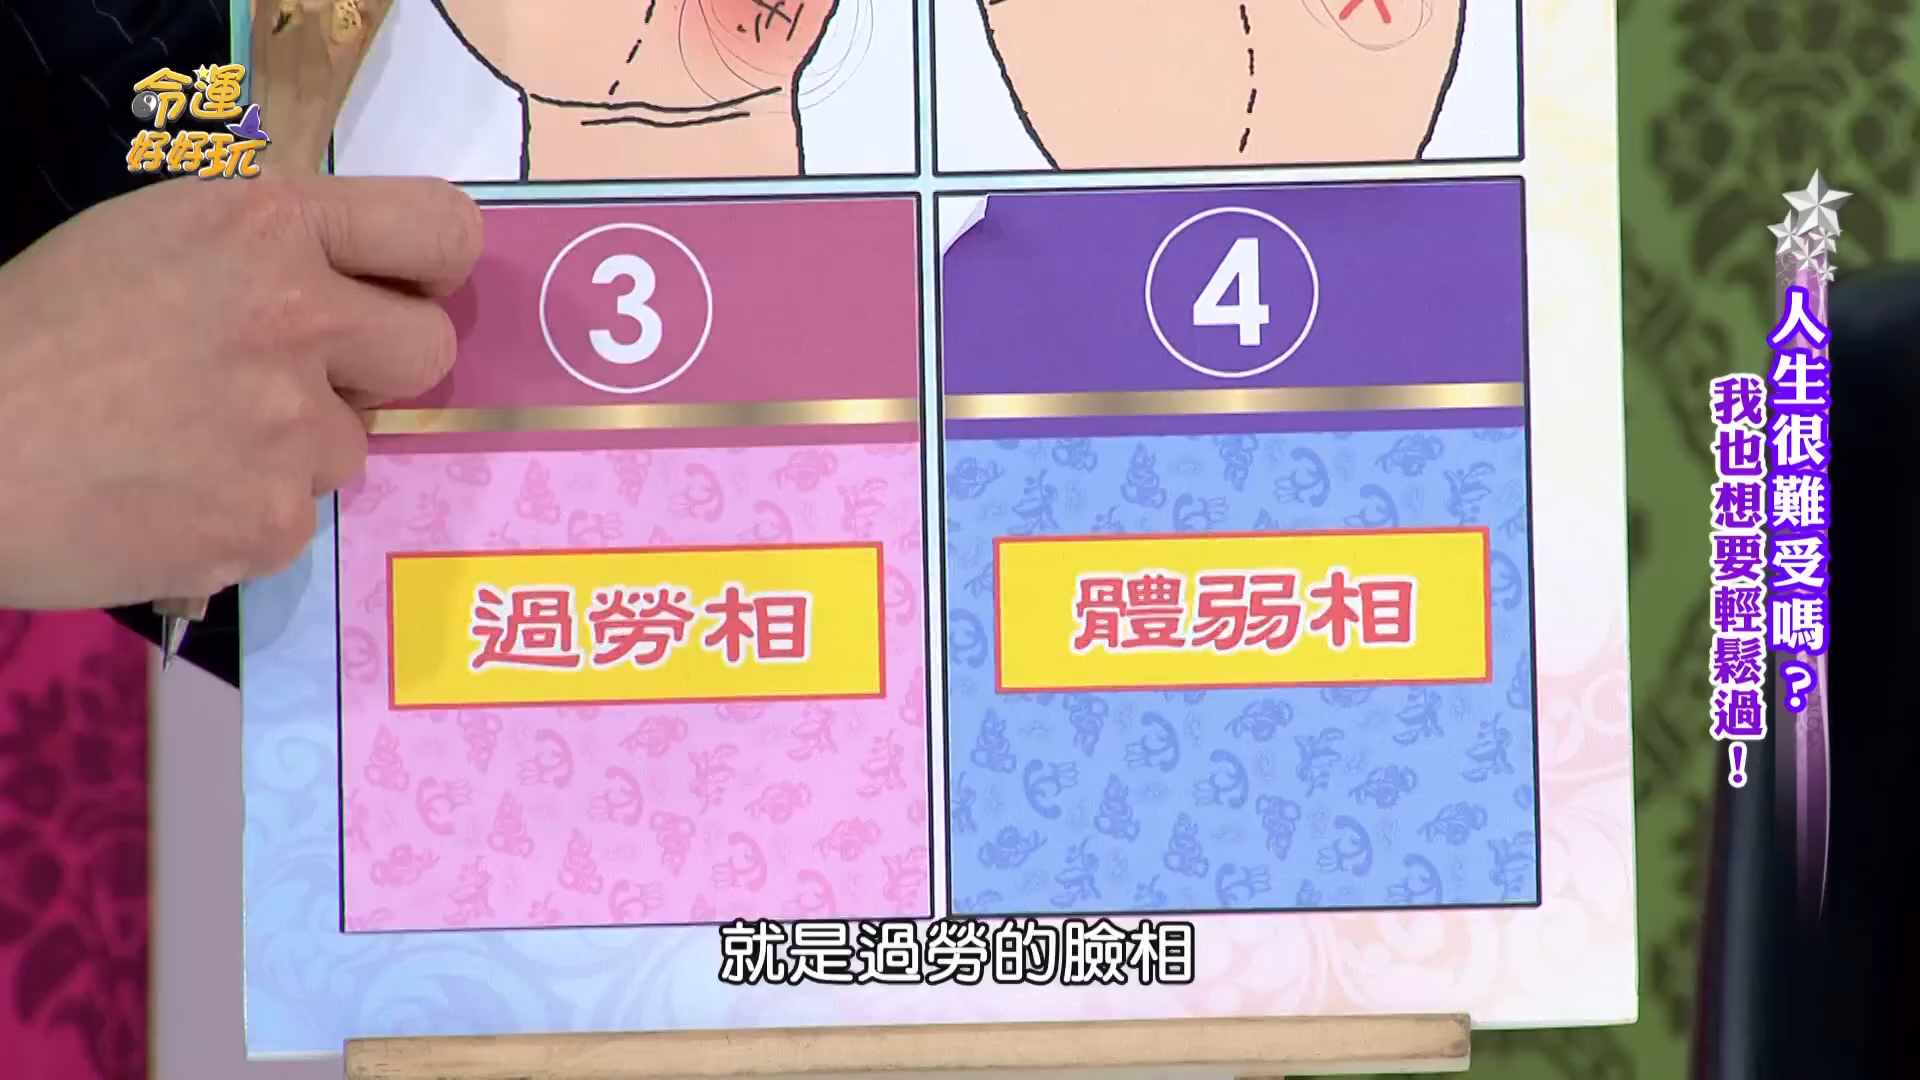 命運
好好玩
3
4
過勞相
體弱相
人生很難受嗎?
我也想要輕鬆過!
就是過勞的臉相